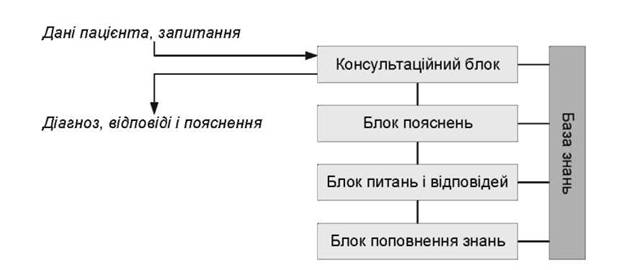 Дані пацієнта, запитання
Консультаційний блок
Діагноз, відповіді і пояснення
Блок пояснень
Блок питань і відповідей
Блок поповнення знань
База знань